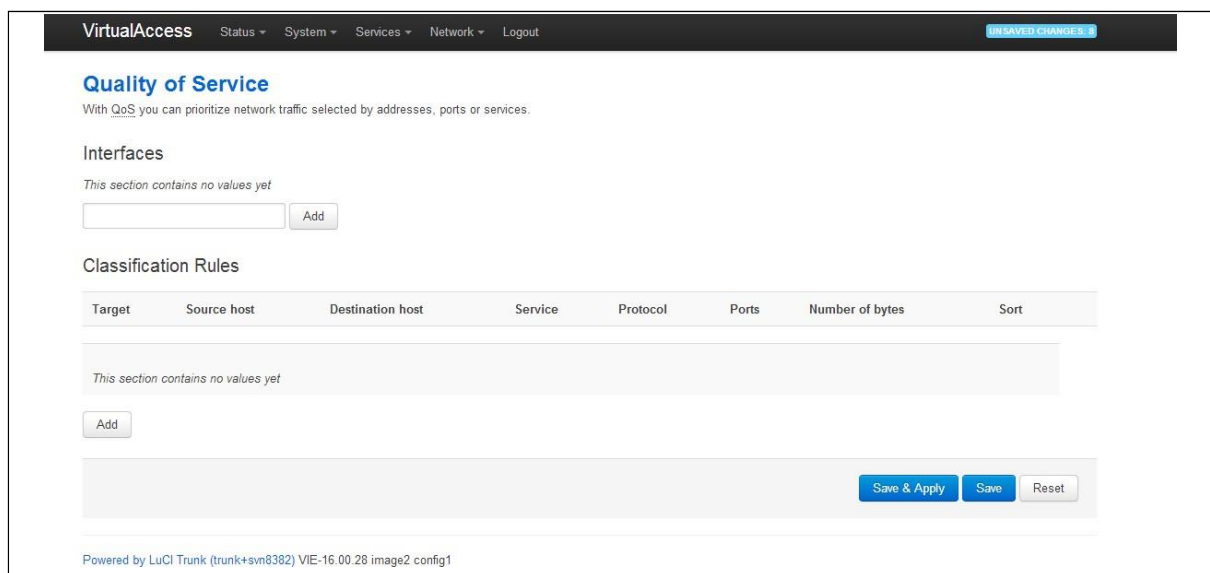 VirtualAccess Status System Services Network Logout UNSAVED CHANGES: 8
Quality of Service
With QoS you can prioritize network traffic selected by addresses, ports or services.
Interfaces
This section contains no values yet
Add
Classification Rules
Target Source host Destination host Service Protocol Ports Number of bytes Sort
This section contains no values yet
Add
Save & Apply Save Reset
Powered by LuCI Trunk (trunk+svn8382) VIE-16.00.28 image2 config1